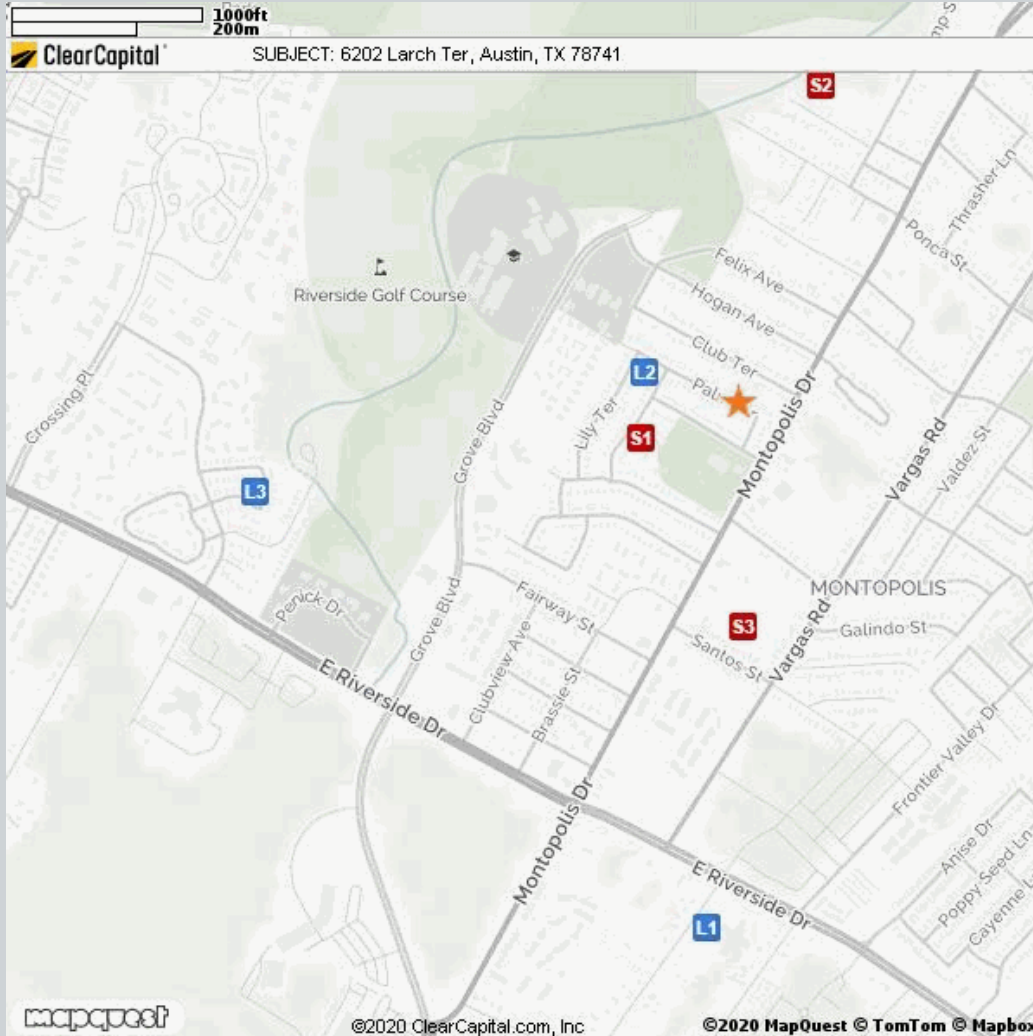 1000ft
200m
ClearCapital
SUBJECT: 6202 Larch Ter, Austin, TX 78741
S2
Thrasher Ln
Ponca St
Felix Ave
Riverside Golf Course
Hogan Ave
Club Ter
L2
Crossing Pl
Grove Blvd
Lily Ter
S1
Montopolis Dr
Vargas Rd
Valdez St
L3
MONTOPOLIS
Penick Dr
Fairway St
S3
Galindo St
Grove Blvd
Clubview Ave
Santos St
Vargas Rd
E Riverside Dr
Brassie St
Frontier Valley Dr
Montopolis Dr
Anise Dr
Poppy Seed Ln
E Riverside Dr
L1
mapquest
©2020 ClearCapital.com, Inc
©2020 MapQuest © TomTom © Mapbo